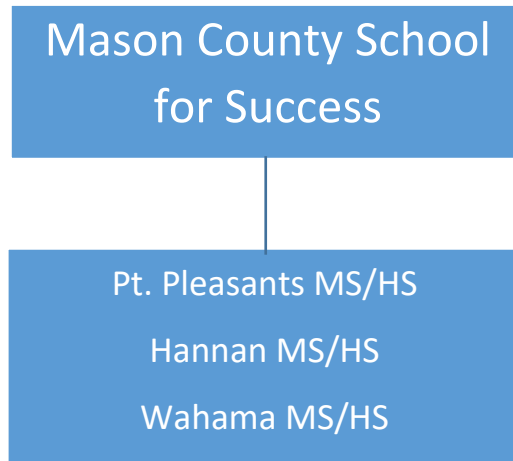 Mason County School
for Success
Pt. Pleasants MS/HS
Hannan MS/HS
Wahama MS/HS